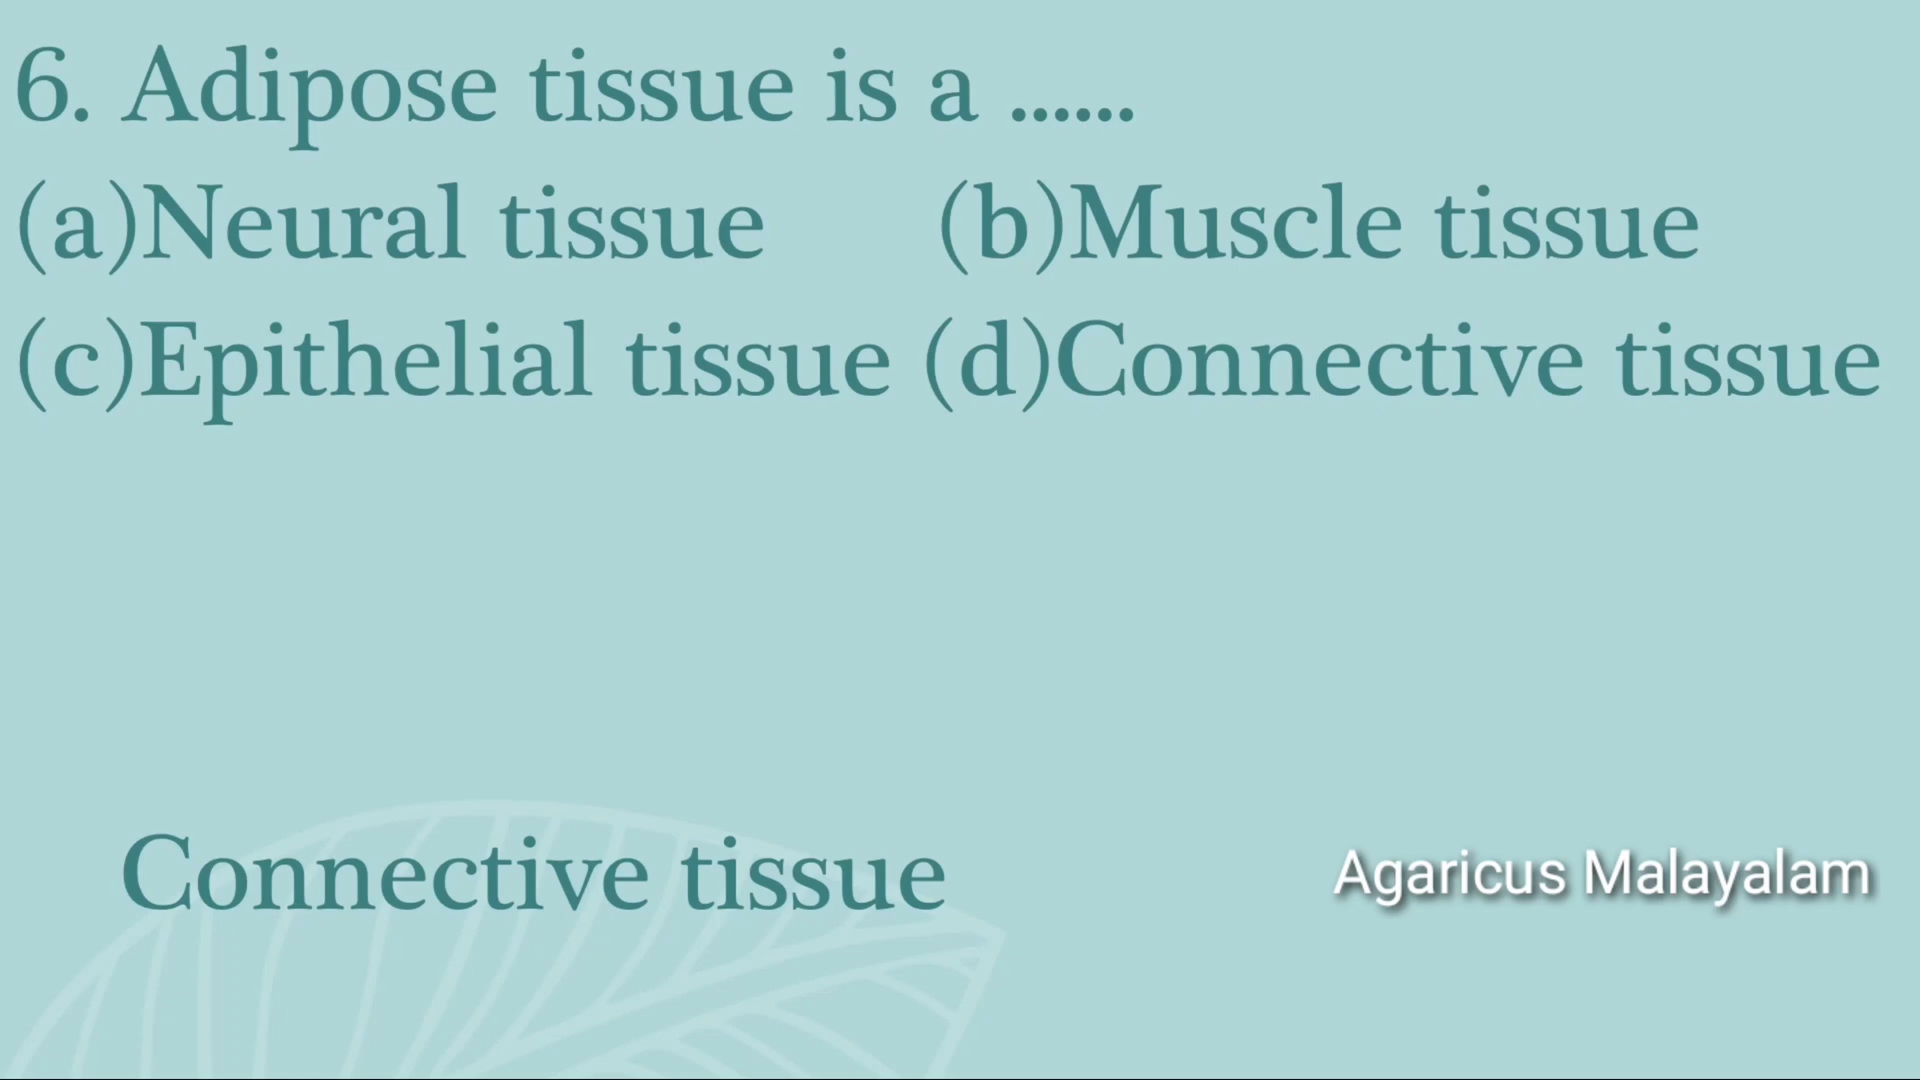 6. Adipose tissue is a ......
(a)Neural tissue (b)Muscle tissue
(c)Epithelial tissue (d)Connective tissue
Connective tissue
Agaricus Malayalam